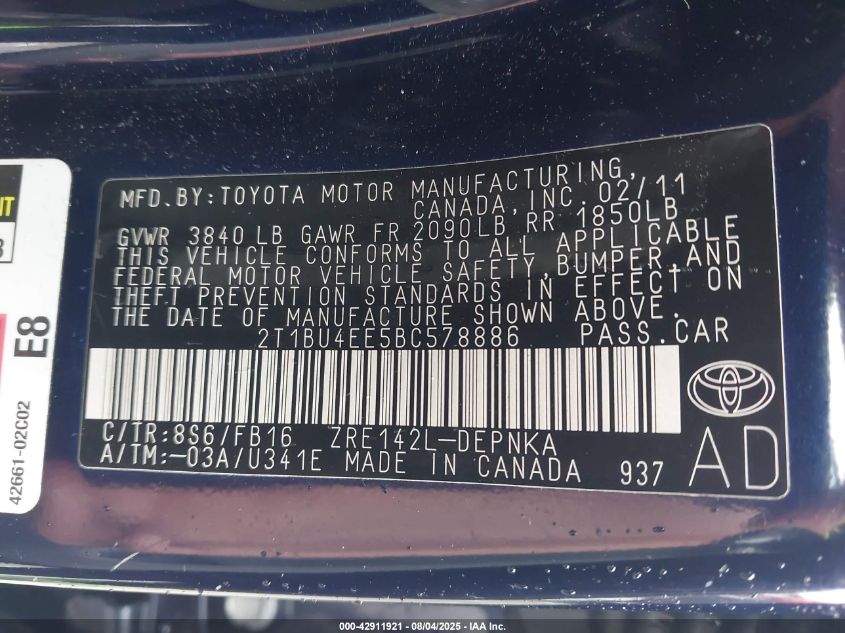 MFD.BY:TOYOTA MOTOR MANUFACTURING,
CANADA,INC.02/11
GVWR 3840 LB GAWR FR 2090LB RR 1850LB
THIS VEHICLE CONFORMS TO ALL APPLICABLE
FEDERAL MOTOR VEHICLE SAFETY,BUMPER,AND
THEFT PREVENTION STANDARDS IN EFFECT ON
THE DATE OF MANUFACTURE SHOWN ABOVE.
2T1BU4EE5BC578886 PASS.CAR
C/TR:8S6/FB16 ZRE142L-DEPNKA
A/TM:-03A/U341E MADE IN CANADA 937
AD
E8
42661-02C02
000-42911921 - 08/04/2025 - IAA Inc.